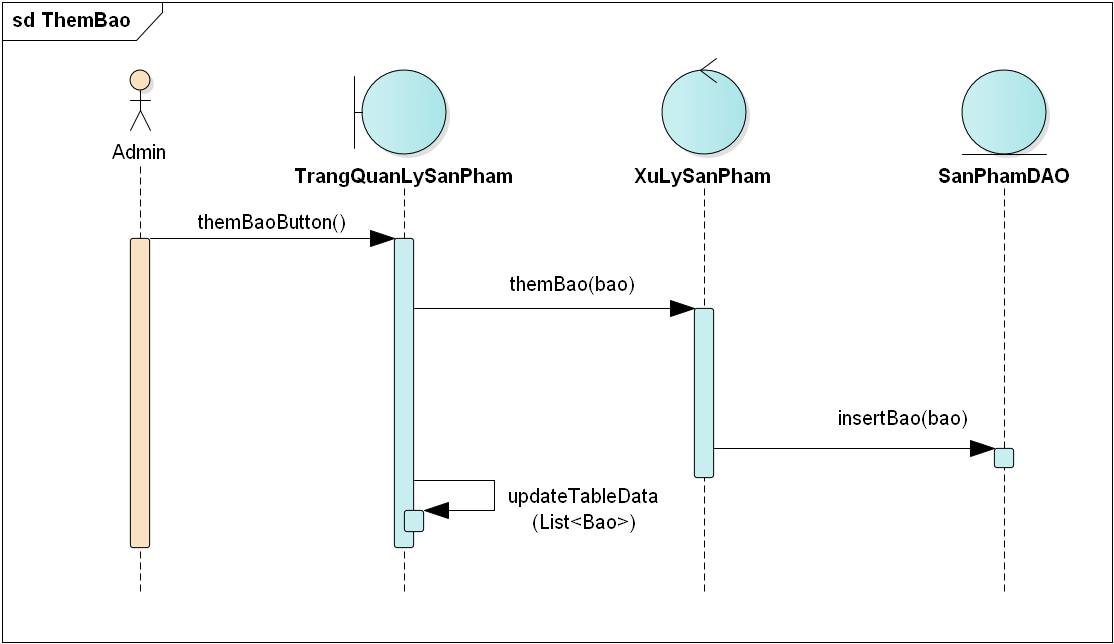 sd ThemBao
Admin
TrangQuanLySanPham
XuLySanPham
SanPhamDAO
themBaoButton()
themBao(bao)
insertBao(bao)
updateTableData
(List<Bao>)